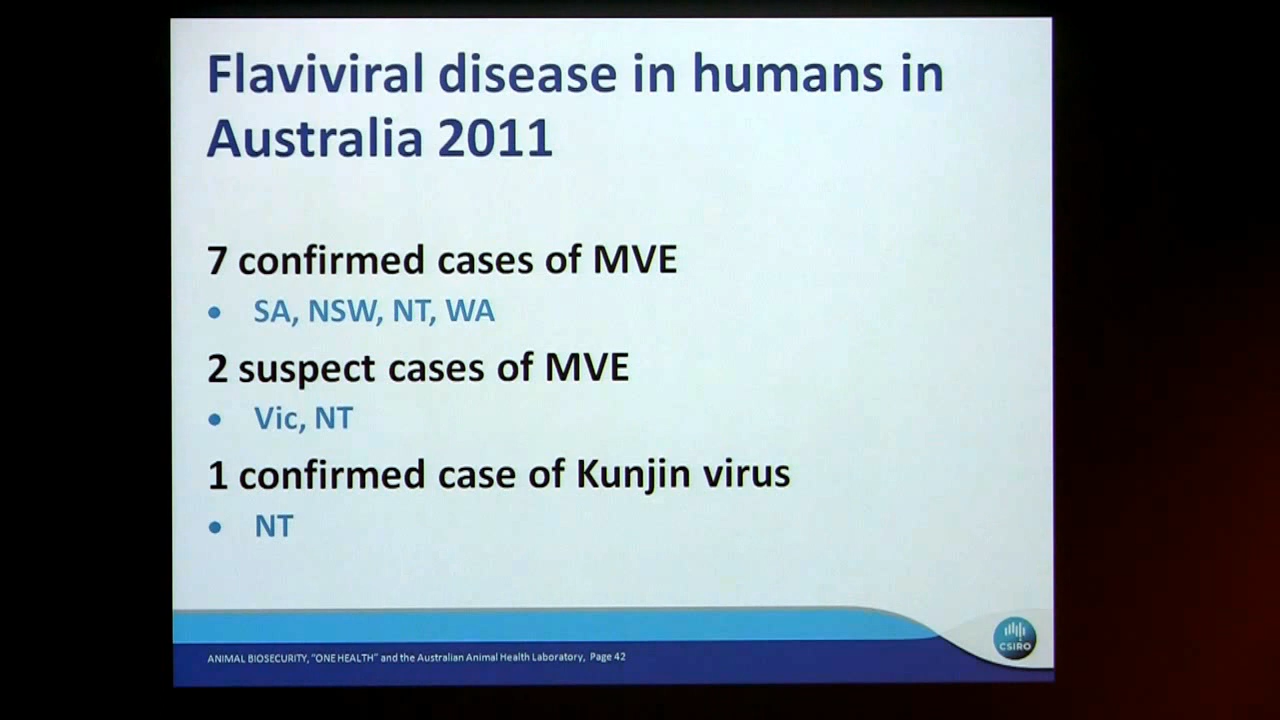 Flaviviral disease in humans in
Australia 2011
7 confirmed cases of MVE
• SA, NSW, NT, WA
2 suspect cases of MVE
• Vic, NT
1 confirmed case of Kunjin virus
• NT
ANIMAL BIOSECURITY, "ONE HEALTH" and the Australian Animal Health Laboratory, Page 42
CSIRO